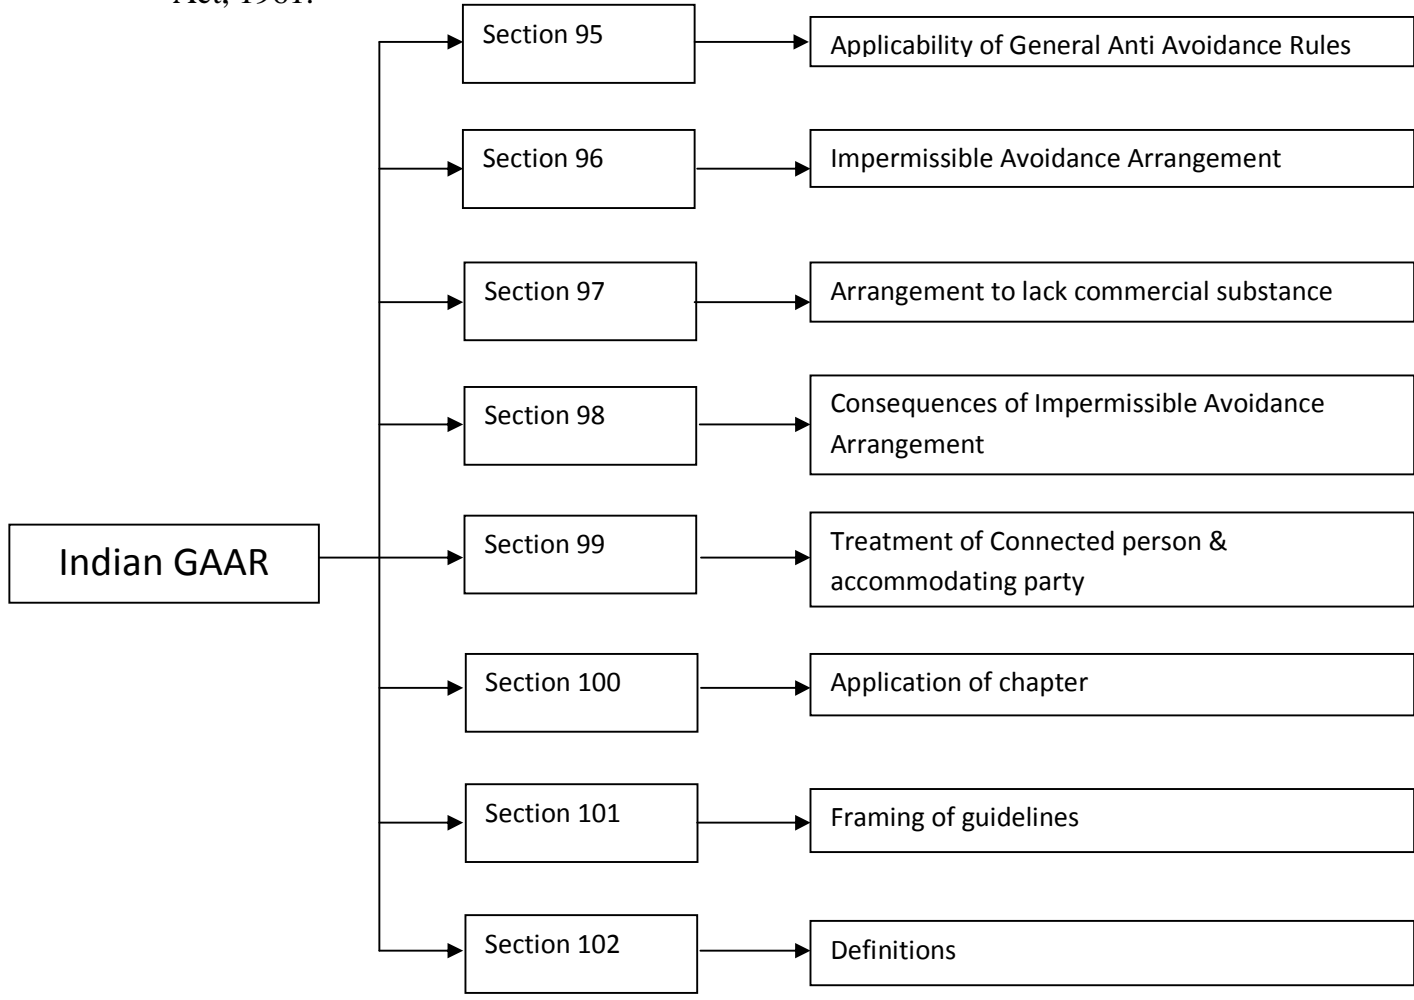 Act, 1961.
Section 95
Applicability of General Anti Avoidance Rules
Section 96
Impermissible Avoidance Arrangement
Section 97
Arrangement to lack commercial substance
Section 98
Consequences of Impermissible Avoidance
Arrangement
Indian GAAR
Section 99
Treatment of Connected person &
accommodating party
Section 100
Application of chapter
Section 101
Framing of guidelines
Section 102
Definitions